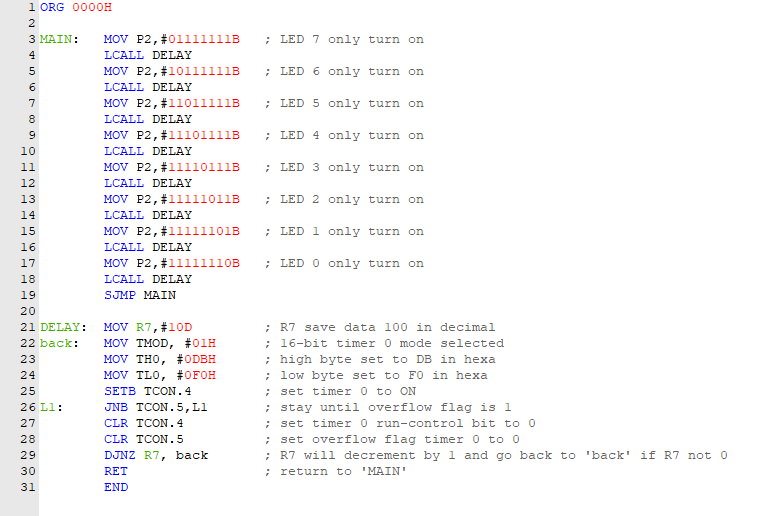 1 ORG 0000H
2
3 MAIN: MOV P2,#01111111B ; LED 7 only turn on
4 LCALL DELAY
5 MOV P2,#10111111B ; LED 6 only turn on
6 LCALL DELAY
7 MOV P2,#11011111B ; LED 5 only turn on
8 LCALL DELAY
9 MOV P2,#11101111B ; LED 4 only turn on
10 LCALL DELAY
11 MOV P2,#11110111B ; LED 3 only turn on
12 LCALL DELAY
13 MOV P2,#11111011B ; LED 2 only turn on
14 LCALL DELAY
15 MOV P2,#11111101B ; LED 1 only turn on
16 LCALL DELAY
17 MOV P2,#11111110B ; LED 0 only turn on
18 LCALL DELAY
19 SJMP MAIN
20
21 DELAY: MOV R7,#10D ; R7 save data 100 in decimal
22 back: MOV TMOD, #01H ; 16-bit timer 0 mode selected
23 MOV TH0, #0DBH ; high byte set to DB in hexa
24 MOV TL0, #0F0H ; low byte set to F0 in hexa
25 SETB TCON.4 ; set timer 0 to ON
26 L1: JNB TCON.5,L1 ; stay until overflow flag is 1
27 CLR TCON.4 ; set timer 0 run-control bit to 0
28 CLR TCON.5 ; set overflow flag timer 0 to 0
29 DJNZ R7, back ; R7 will decrement by 1 and go back to 'back' if R7 not 0
30 RET ; return to 'MAIN'
31 END